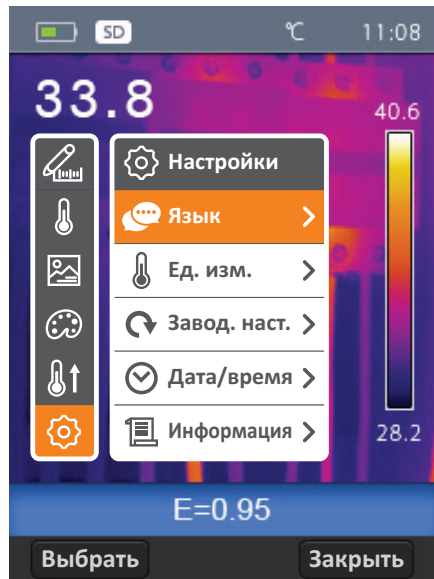 SD °C 11:08
33.8
40.6
Настройки
Язык
Ед. изм.
Завод. наст.
Дата/время
Информация
28.2
E=0.95
Выбрать Закрыть